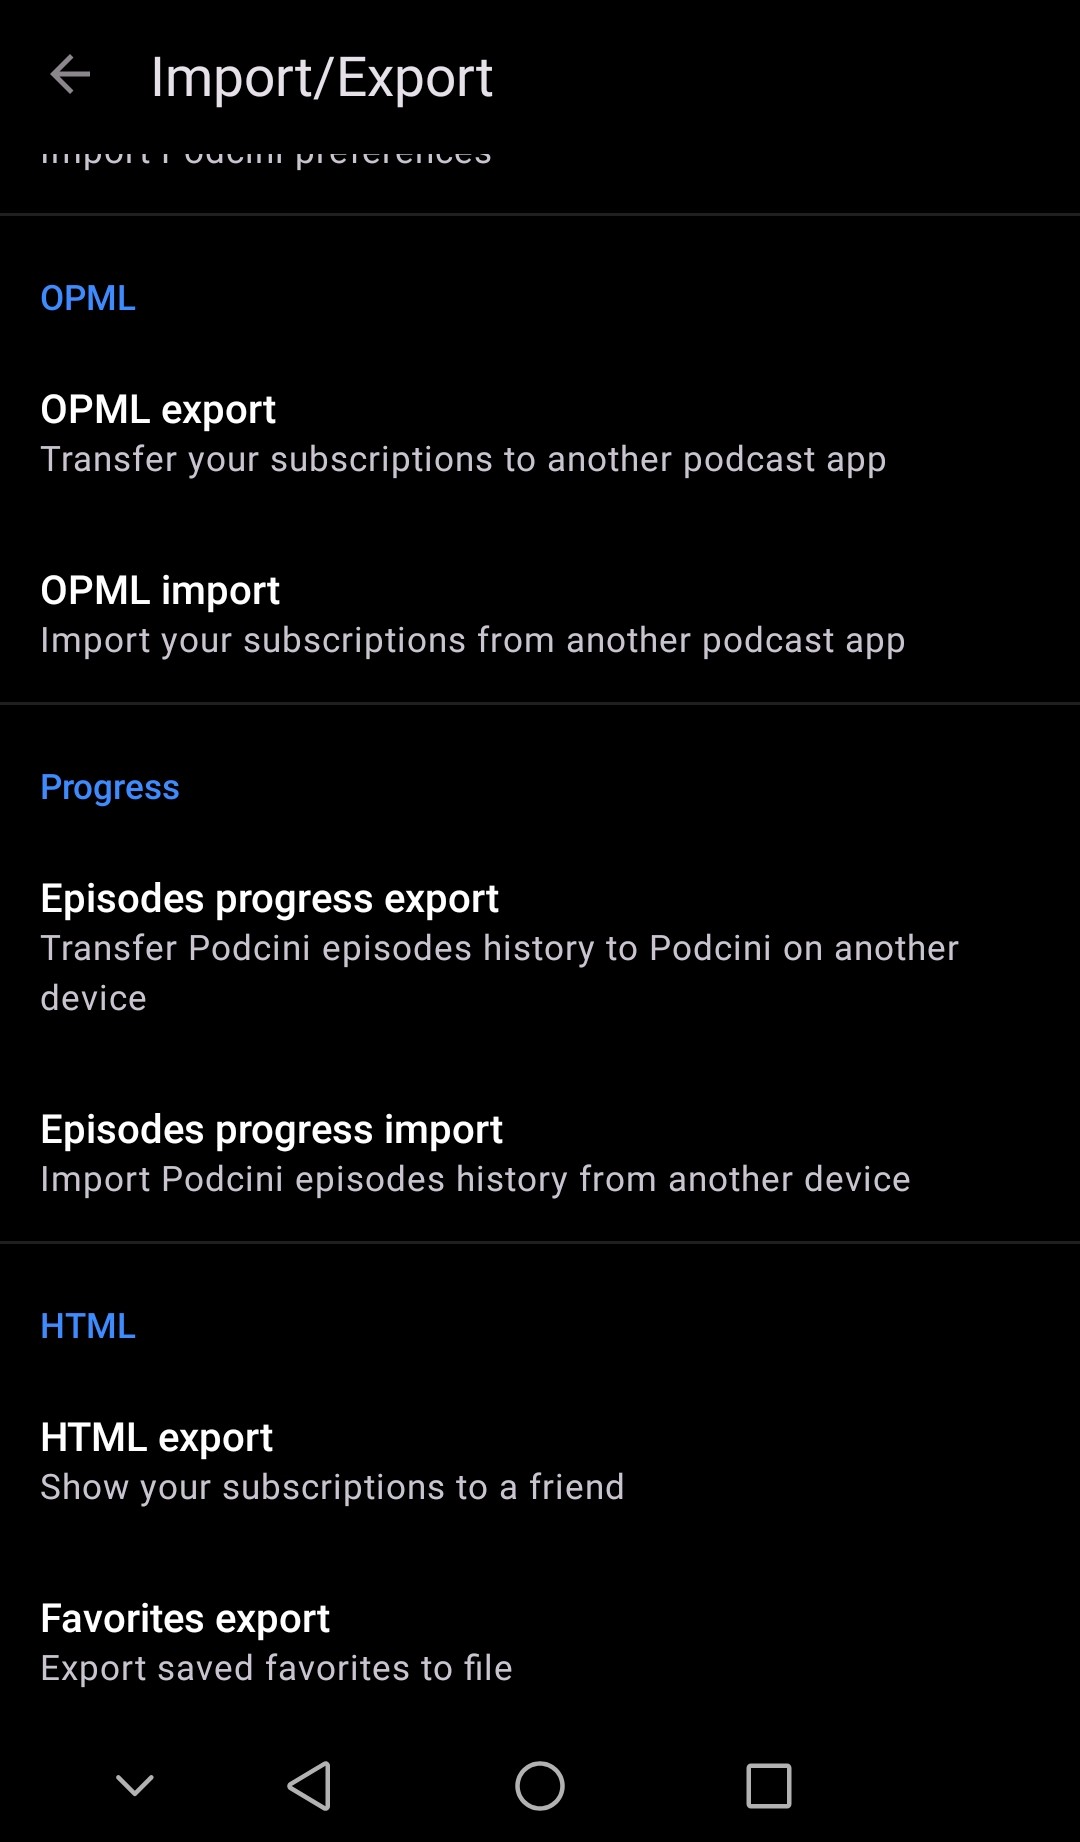 Import/Export
Import Podcini preferences
OPML
OPML export
Transfer your subscriptions to another podcast app
OPML import
Import your subscriptions from another podcast app
Progress
Episodes progress export
Transfer Podcini episodes history to Podcini on another
device
Episodes progress import
Import Podcini episodes history from another device
HTML
HTML export
Show your subscriptions to a friend
Favorites export
Export saved favorites to file